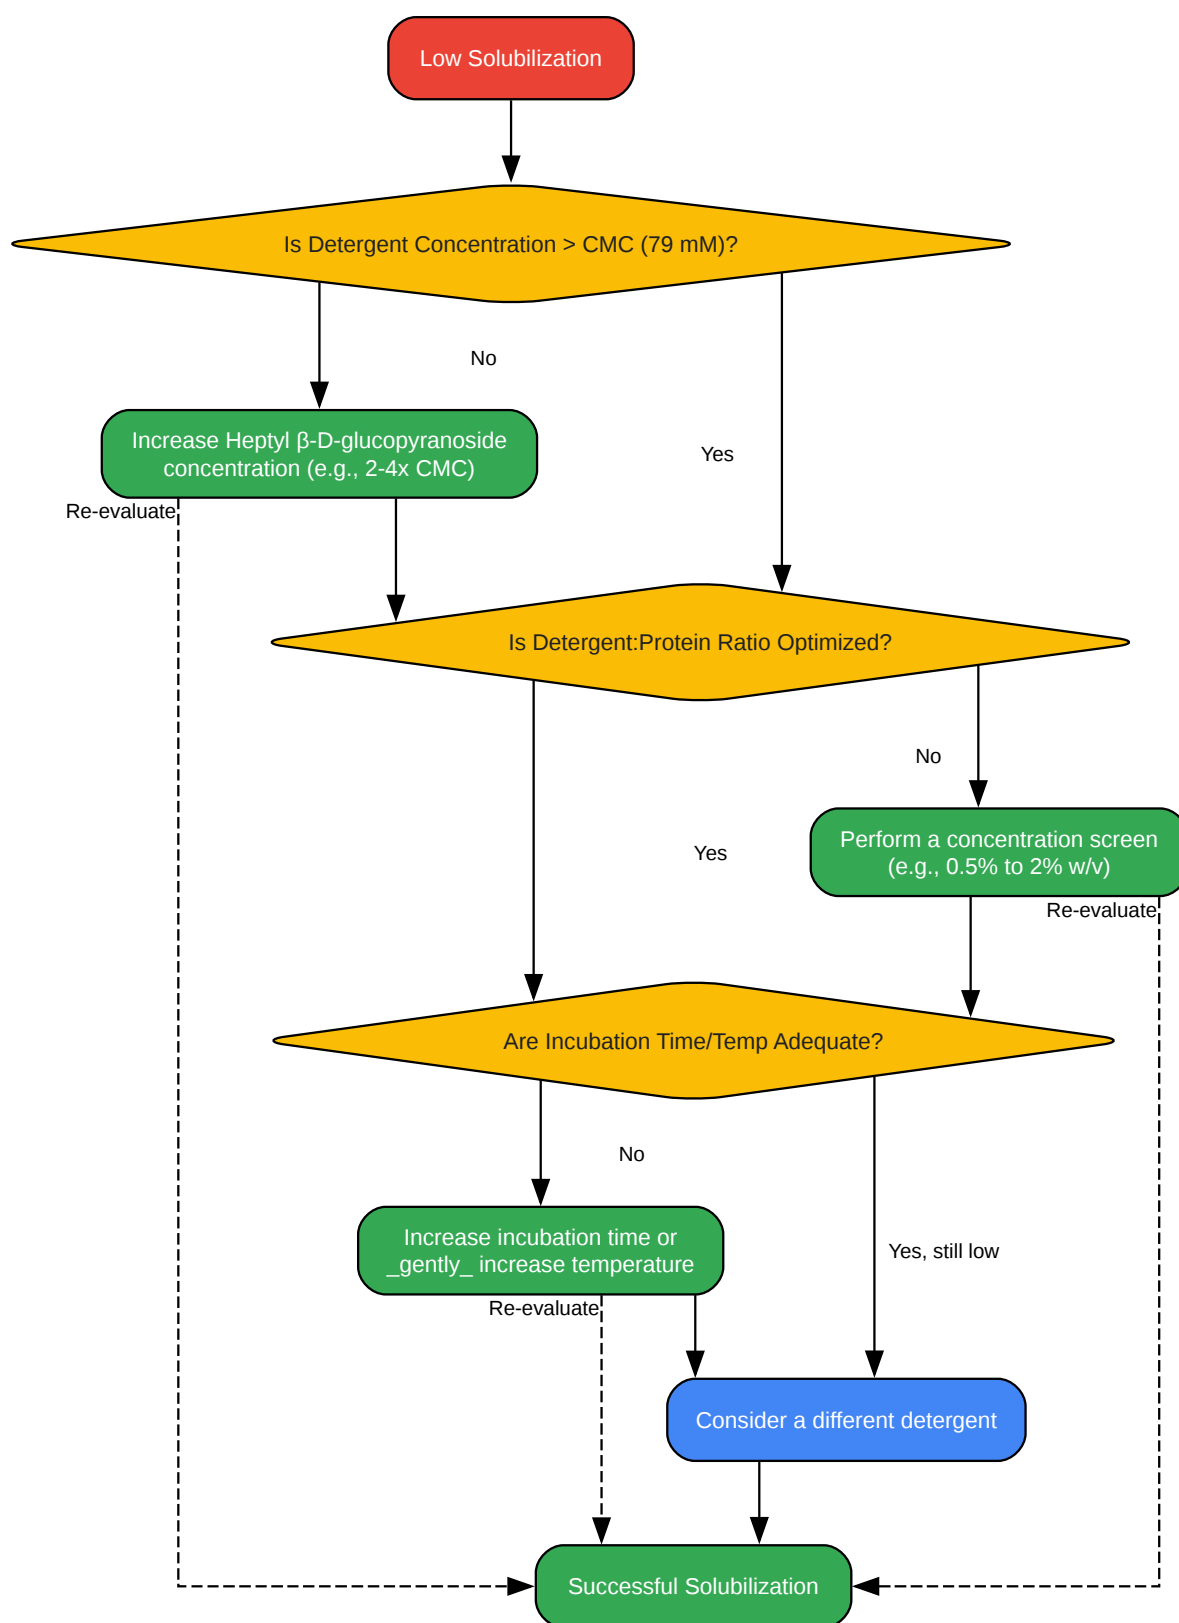 Low Solubilization
Is Detergent Concentration > CMC (79 mM)?
No
Increase Heptyl β-D-glucopyranoside
concentration (e.g., 2-4x CMC)
Yes
Re-evaluate
Is Detergent:Protein Ratio Optimized?
No
Perform a concentration screen
(e.g., 0.5% to 2% w/v)
Yes
Re-evaluate
Are Incubation Time/Temp Adequate?
No
Increase incubation time or
_gently_ increase temperature
Yes, still low
Re-evaluate
Consider a different detergent
Successful Solubilization